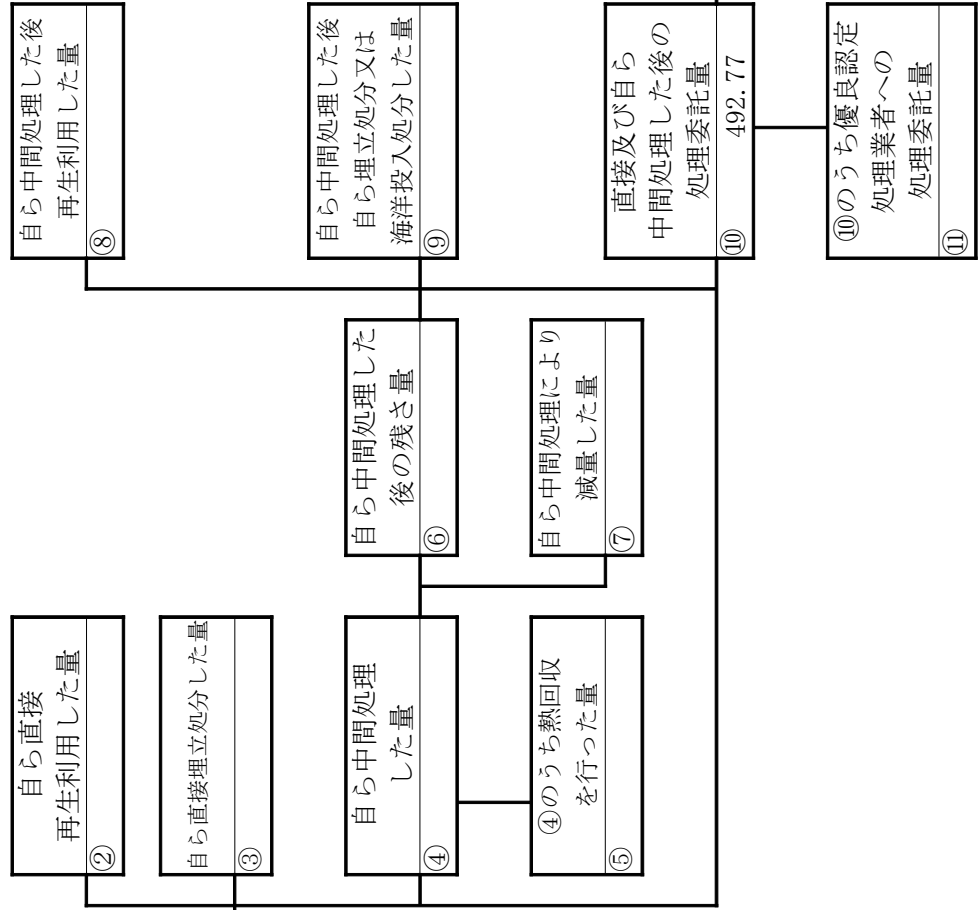 自ら直接
再生利用した量
②
自ら直接埋立処分した量
③
自ら中間処理
した量
④
④のうち熱回収
を行った量
⑤
自ら中間処理した
後の残さ量
⑥
自ら中間処理により
減量した量
⑦
自ら中間処理した後
再生利用した量
⑧
自ら中間処理した後
自ら埋立処分又は
海洋投入処分した量
⑨
直接及び自ら
中間処理した後の
処理委託量
⑩ 492.77
⑩のうち優良認定
処理業者への
処理委託量
⑪